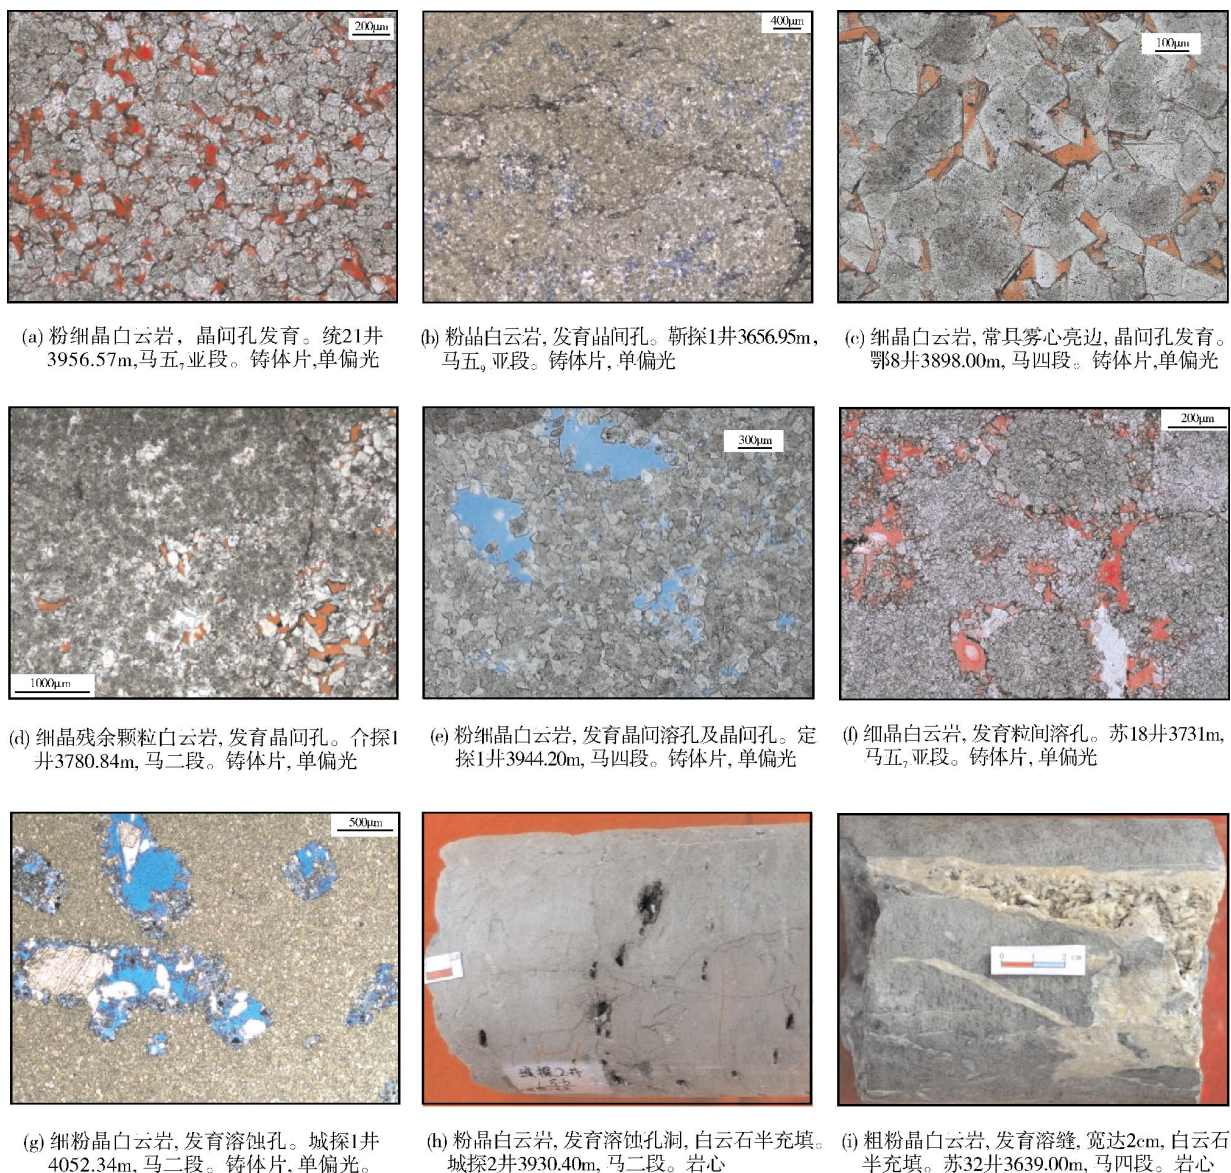 200μm
400μm
100μm
(a) 粉细晶白云岩, 晶间孔发育。统21井
3956.57m,马五₇亚段。铸体片,单偏光
(b) 粉晶白云岩, 发育晶间孔。靳探1井3656.95m,
马五₉亚段。铸体片, 单偏光
(c) 细晶白云岩, 常具雾心亮边, 晶间孔发育。
鄂8井3898.00m, 马四段。铸体片,单偏光
1000μm
300μm
200μm
(d) 细晶残余颗粒白云岩, 发育晶间孔。介探1
井3780.84m, 马二段。铸体片, 单偏光
(e) 粉细晶白云岩, 发育晶间溶孔及晶间孔。定
探1井3944.20m, 马四段。铸体片, 单偏光
(f) 细晶白云岩, 发育粒间溶孔。苏18井3731m,
马五₇亚段。铸体片, 单偏光
500μm
0 1 2 cm
(g) 细粉晶白云岩, 发育溶蚀孔。城探1井
4052.34m, 马二段。铸体片, 单偏光。
(h) 粉晶白云岩, 发育溶蚀孔洞, 白云石半充填。
城探2井3930.40m, 马二段。岩心
(i) 粗粉晶白云岩, 发育溶缝, 宽达2cm, 白云石
半充填。苏32井3639.00m, 马四段。岩心